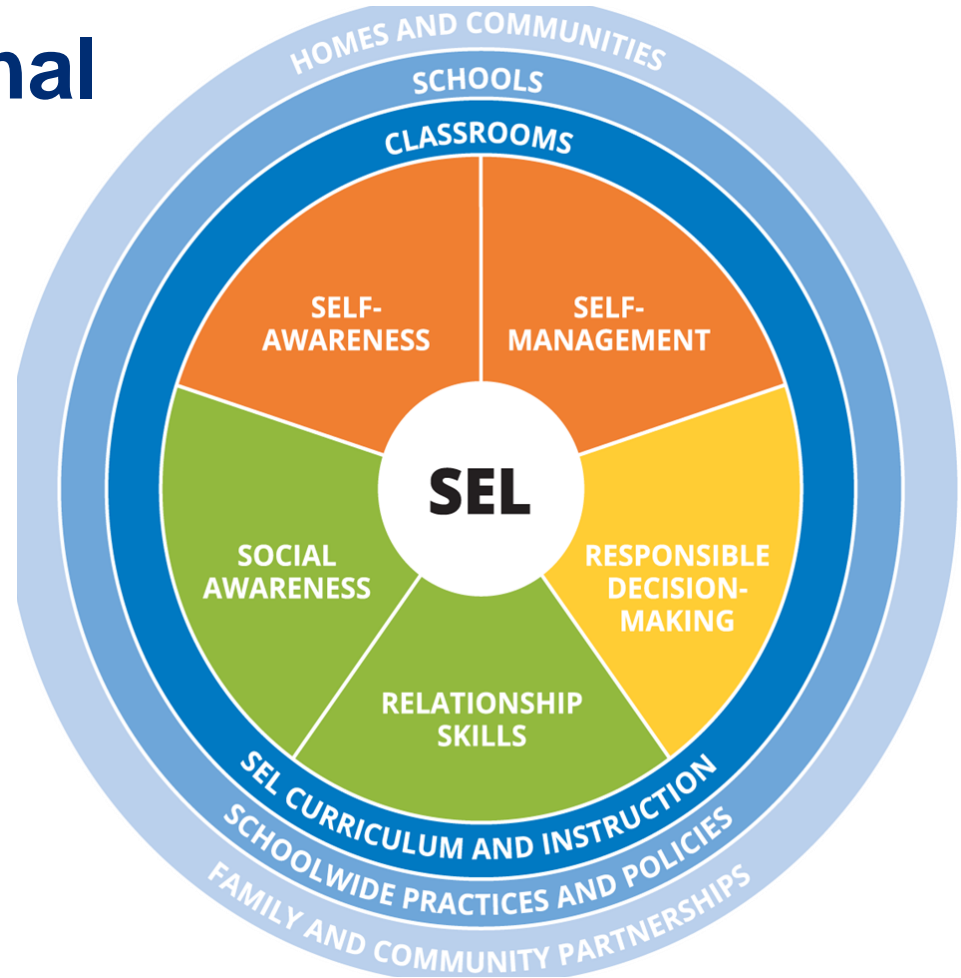 nal
HOMES AND COMMUNITIES
SCHOOLS
CLASSROOMS
SELF-
AWARENESS
SELF-
MANAGEMENT
SEL
SOCIAL
AWARENESS
RESPONSIBLE
DECISION-
MAKING
RELATIONSHIP
SKILLS
SEL CURRICULUM AND INSTRUCTION
SCHOOLWIDE PRACTICES AND POLICIES
FAMILY AND COMMUNITY PARTNERSHIPS